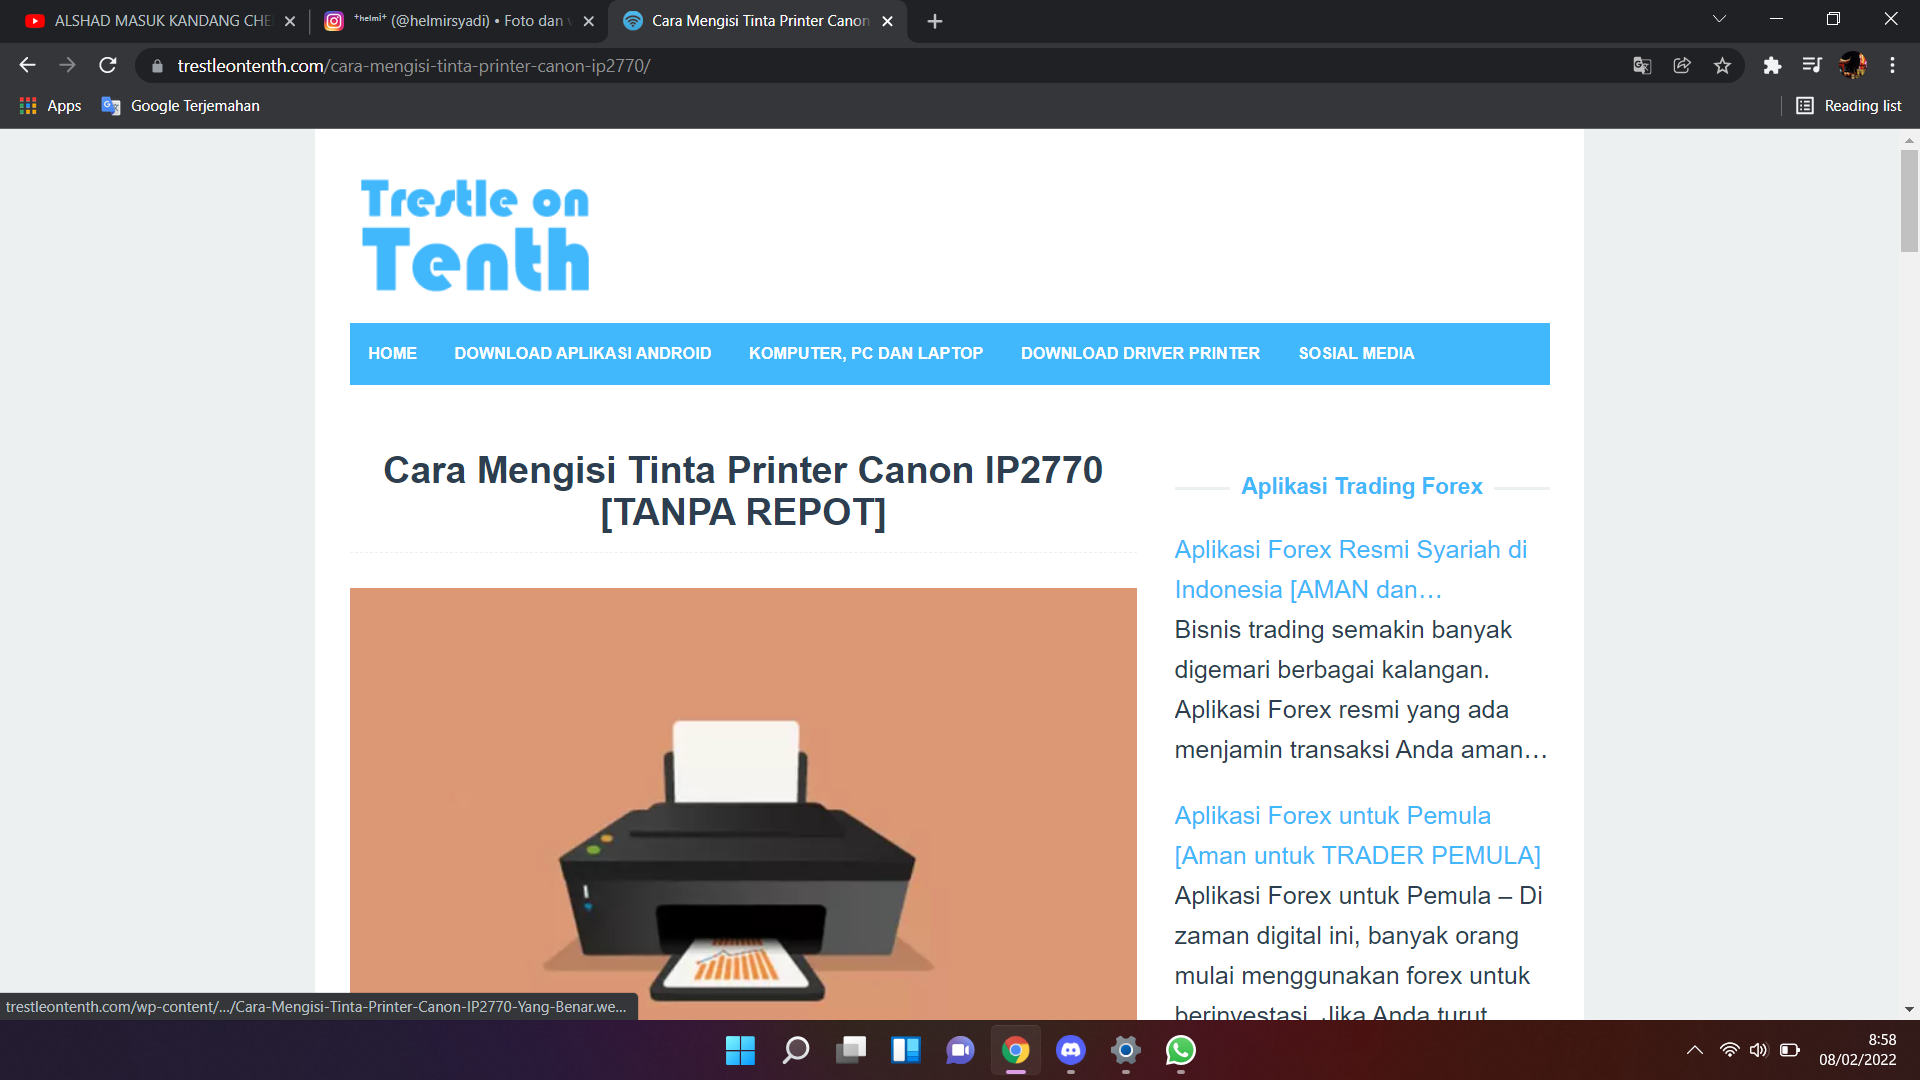 ALSHAD MASUK KANDANG CHE
⁺ʰᵉˡᵐⁱ⁺ (@helmirsyadi) • Foto dan v
Cara Mengisi Tinta Printer Canon
trestleontenth.com/cara-mengisi-tinta-printer-canon-ip2770/
Apps
Google Terjemahan
Reading list
Trestle on
Tenth
HOME DOWNLOAD APLIKASI ANDROID KOMPUTER, PC DAN LAPTOP DOWNLOAD DRIVER PRINTER SOSIAL MEDIA
Cara Mengisi Tinta Printer Canon IP2770
[TANPA REPOT]
Aplikasi Trading Forex
Aplikasi Forex Resmi Syariah di
Indonesia [AMAN dan…
Bisnis trading semakin banyak
digemari berbagai kalangan.
Aplikasi Forex resmi yang ada
menjamin transaksi Anda aman…
Aplikasi Forex untuk Pemula
[Aman untuk TRADER PEMULA]
Aplikasi Forex untuk Pemula – Di
zaman digital ini, banyak orang
mulai menggunakan forex untuk
berinvestasi. Jika Anda turut
trestleontenth.com/wp-content/.../Cara-Mengisi-Tinta-Printer-Canon-IP2770-Yang-Benar.we...
8:58
08/02/2022